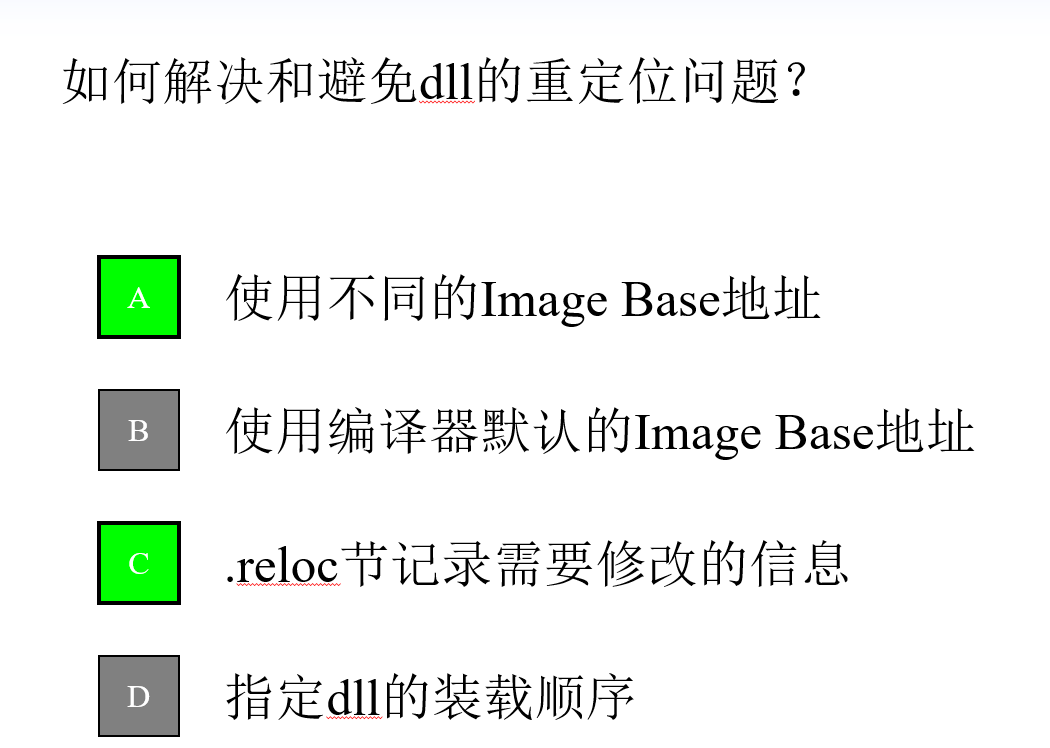 如何解决和避免dll的重定位问题？
A 使用不同的Image Base地址
B 使用编译器默认的Image Base地址
C .reloc节记录需要修改的信息
D 指定dll的装载顺序